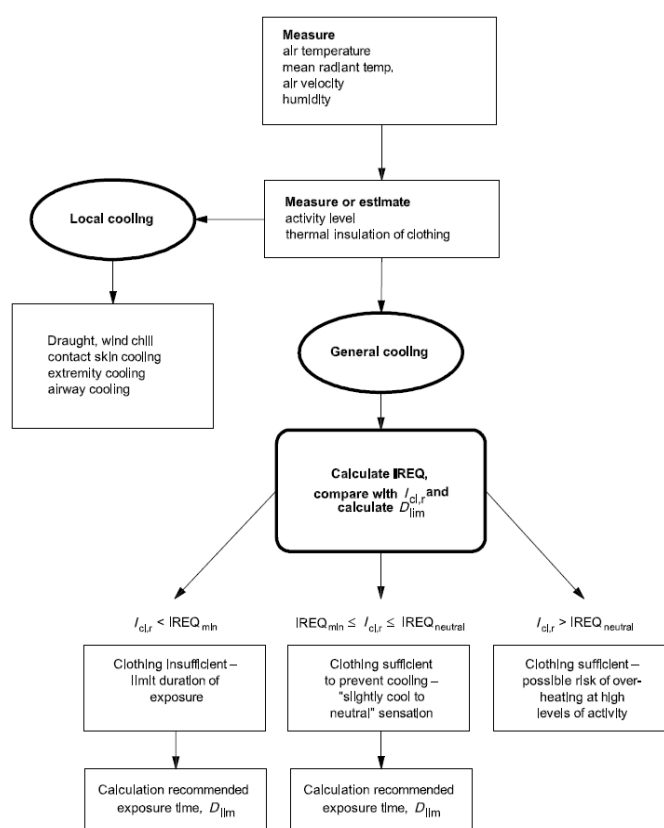 Measure
air temperature
mean radiant temp.
air velocity
humidity
Measure or estimate
activity level
thermal insulation of clothing
Local cooling
Draught, wind chill
contact skin cooling
extremity cooling
airway cooling
General cooling
Calculate IREQ,
compare with Icl,r and
calculate Dlim
Icl,r < IREQmin
IREQmin ≤ Icl,r ≤ IREQneutral
Icl,r > IREQneutral
Clothing insufficient –
limit duration of
exposure
Clothing sufficient
to prevent cooling –
"slightly cool to
neutral" sensation
Clothing sufficient –
possible risk of over-
heating at high
levels of activity
Calculation recommended
exposure time, Dlim
Calculation recommended
exposure time, Dlim